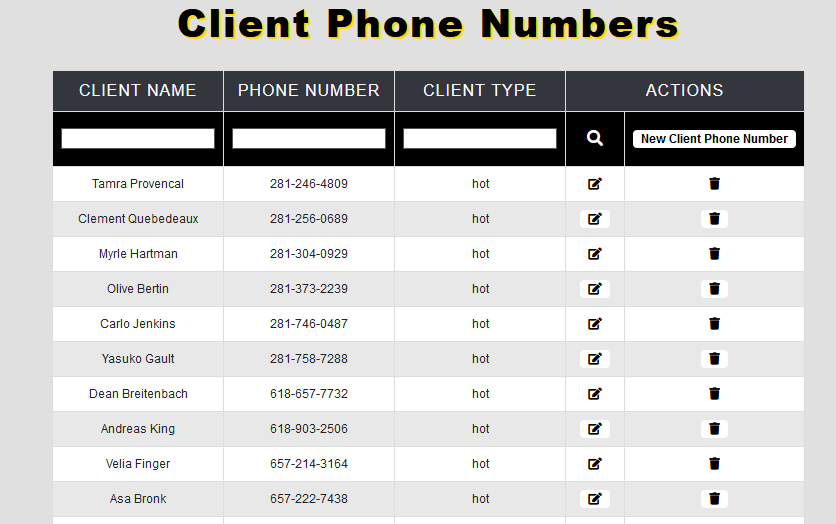 Client Phone Numbers
CLIENT NAME PHONE NUMBER CLIENT TYPE ACTIONS
New Client Phone Number
Tamra Provencal 281-246-4809 hot
Clement Quebedeaux 281-256-0689 hot
Myrle Hartman 281-304-0929 hot
Olive Bertin 281-373-2239 hot
Carlo Jenkins 281-746-0487 hot
Yasuko Gault 281-758-7288 hot
Dean Breitenbach 618-657-7732 hot
Andreas King 618-903-2506 hot
Velia Finger 657-214-3164 hot
Asa Bronk 657-222-7438 hot